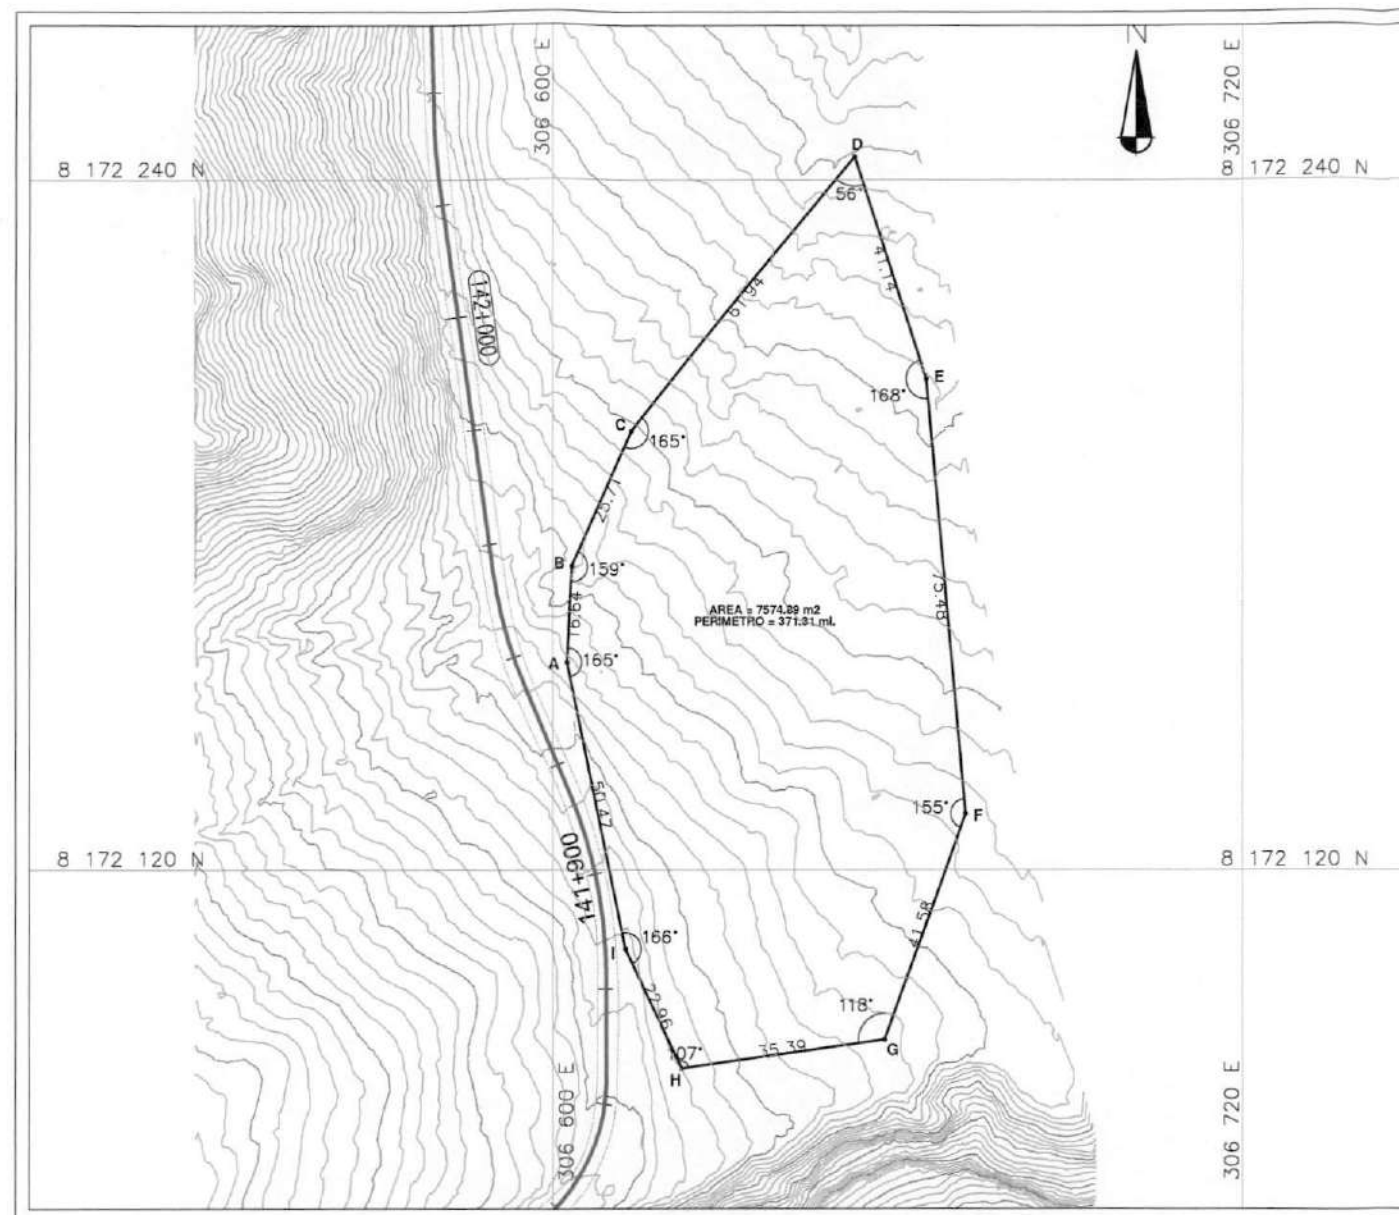 306 600 E
N
306 720 E
8 172 240 N
D
8 172 240 N
56°
41.14
142+000
61.94
E
168°
C
165°
25.77
B
159°
75.48
AREA = 7574.89 m2
PERIMETRO = 371.31 ml.
16.64
A
165°
50.47
155°
F
141+900
8 172 120 N
8 172 120 N
41.58
166°
I
22.96
118°
G
35.39
107°
H
306 600 E
306 720 E